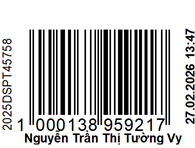 2025DSPT45758
1 000138 959217
Nguyễn Trần Thị Tường Vy
27.02.2026 13:47